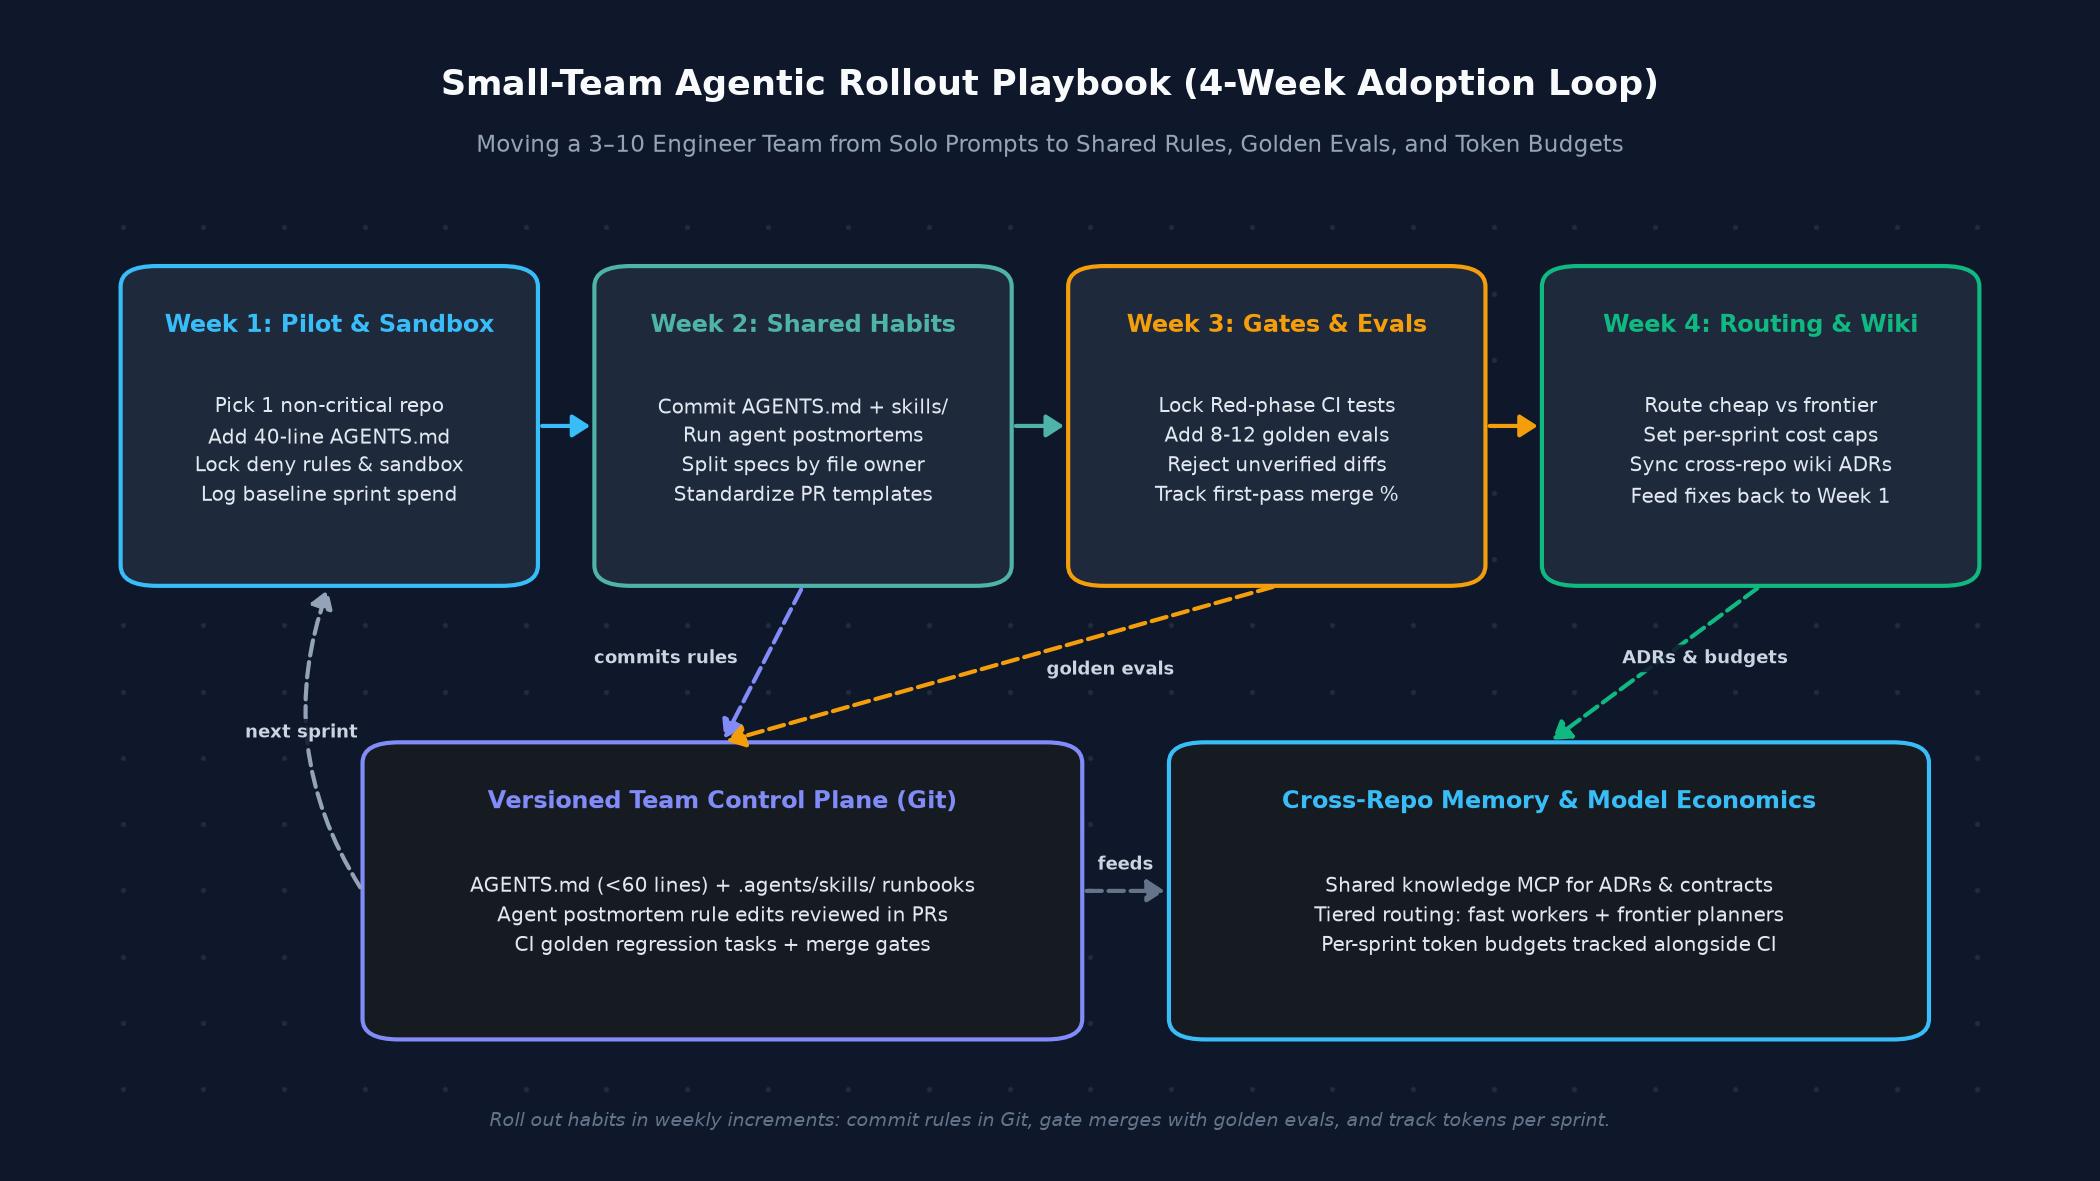 Small-Team Agentic Rollout Playbook (4-Week Adoption Loop)
Moving a 3–10 Engineer Team from Solo Prompts to Shared Rules, Golden Evals, and Token Budgets
Week 1: Pilot & Sandbox
Pick 1 non-critical repo
Add 40-line AGENTS.md
Lock deny rules & sandbox
Log baseline sprint spend
Week 2: Shared Habits
Commit AGENTS.md + skills/
Run agent postmortems
Split specs by file owner
Standardize PR templates
Week 3: Gates & Evals
Lock Red-phase CI tests
Add 8-12 golden evals
Reject unverified diffs
Track first-pass merge %
Week 4: Routing & Wiki
Route cheap vs frontier
Set per-sprint cost caps
Sync cross-repo wiki ADRs
Feed fixes back to Week 1
commits rules
golden evals
ADRs & budgets
next sprint
Versioned Team Control Plane (Git)
AGENTS.md (<60 lines) + .agents/skills/ runbooks
Agent postmortem rule edits reviewed in PRs
CI golden regression tasks + merge gates
feeds
Cross-Repo Memory & Model Economics
Shared knowledge MCP for ADRs & contracts
Tiered routing: fast workers + frontier planners
Per-sprint token budgets tracked alongside CI
Roll out habits in weekly increments: commit rules in Git, gate merges with golden evals, and track tokens per sprint.